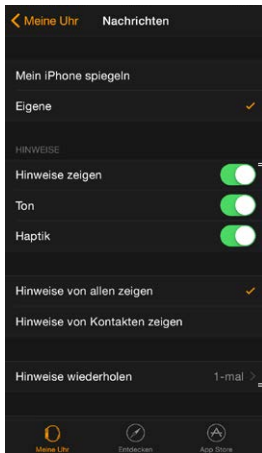 Meine Uhr Nachrichten
Mein iPhone spiegeln
Eigene
HINWEISE
Hinweise zeigen
Ton
Haptik
Hinweise von allen zeigen
Hinweise von Kontakten zeigen
Hinweise wiederholen 1-mal
Meine Uhr Entdecken App Store